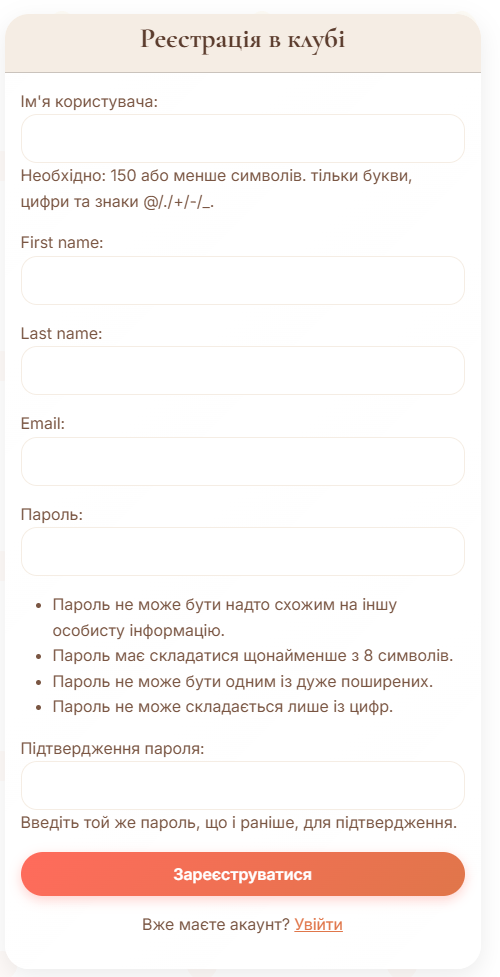 Реєстрація в клубі
Ім'я користувача:
Необхідно: 150 або менше символів. тільки букви,
цифри та знаки @/./+/-/_.
First name:
Last name:
Email:
Пароль:
• Пароль не може бути надто схожим на іншу
особисту інформацію.
• Пароль має складатися щонайменше з 8 символів.
• Пароль не може бути одним із дуже поширених.
• Пароль не може складається лише із цифр.
Підтвердження пароля:
Введіть той же пароль, що і раніше, для підтвердження.
Зареєструватися
Вже маєте акаунт? Увійти